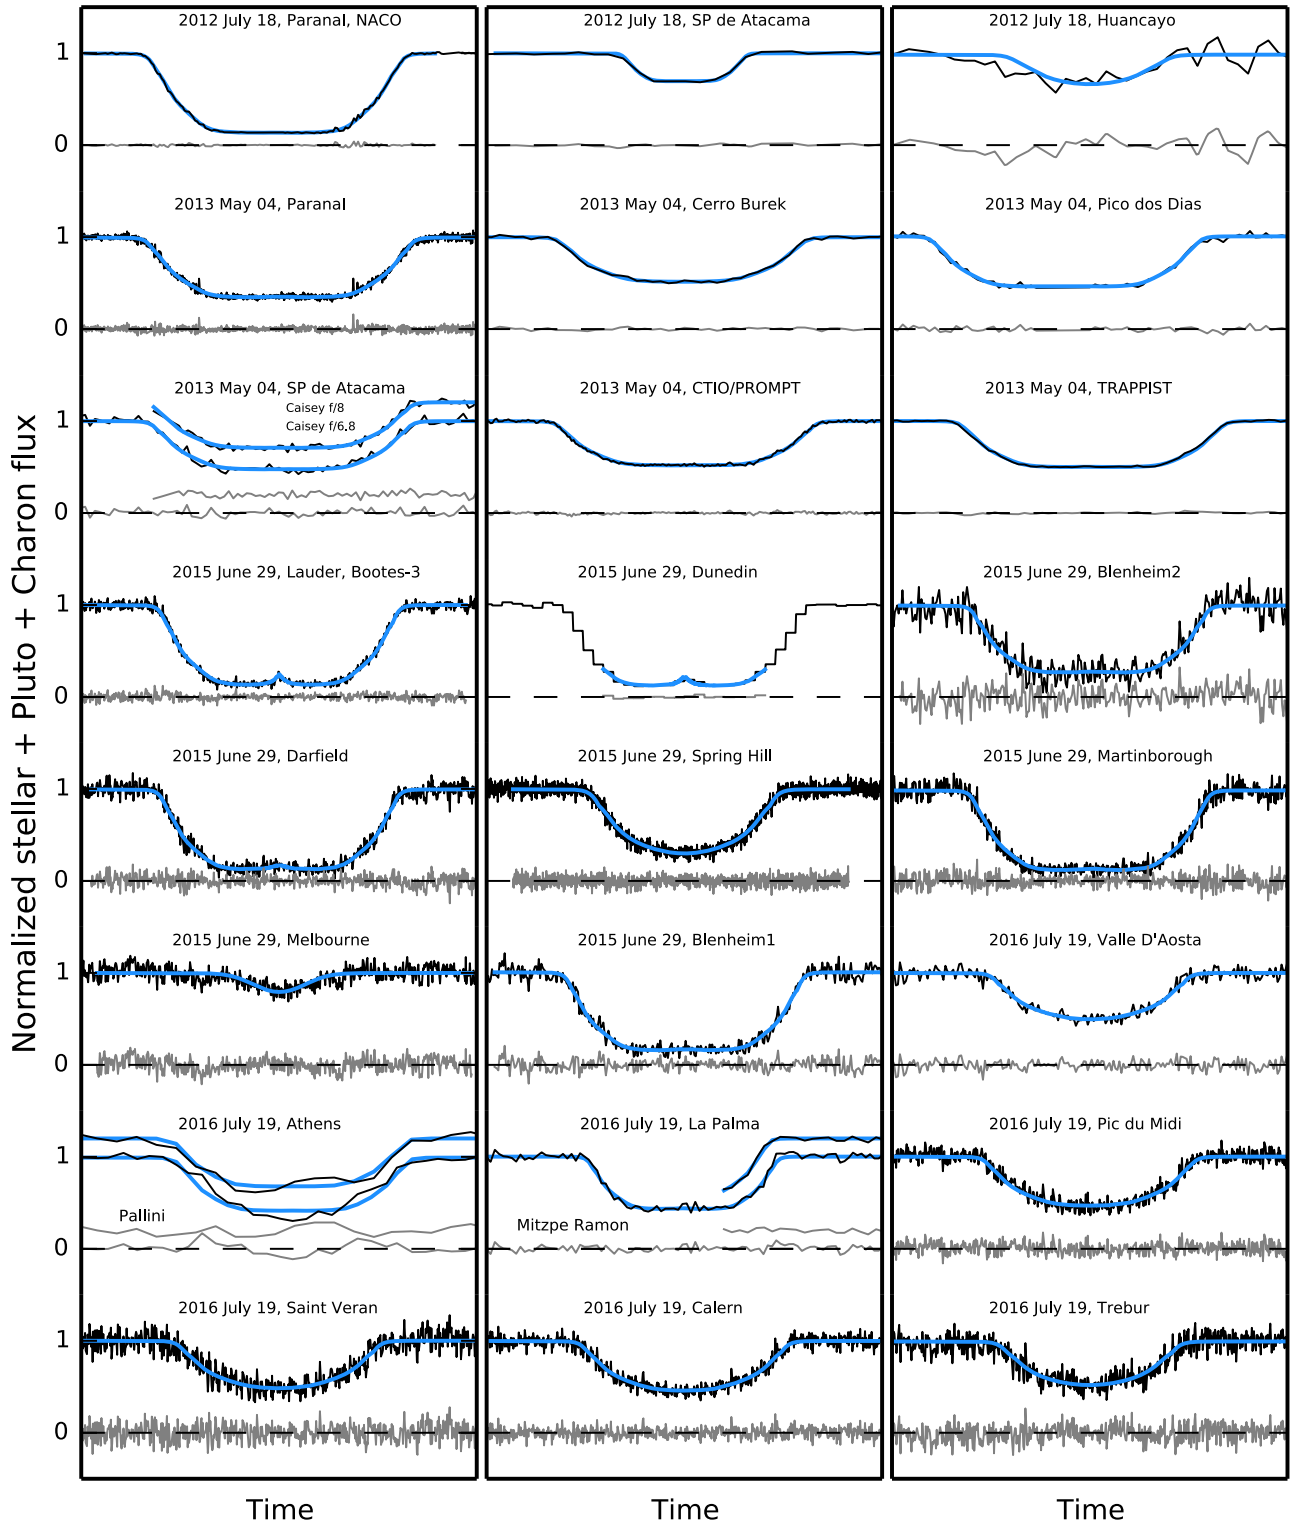 Normalized stellar + Pluto + Charon flux
2012 July 18, Paranal, NACO
2012 July 18, SP de Atacama
2012 July 18, Huancayo
1
0
2013 May 04, Paranal
2013 May 04, Cerro Burek
2013 May 04, Pico dos Dias
1
0
2013 May 04, SP de Atacama
Caisey f/8
Caisey f/6.8
2013 May 04, CTIO/PROMPT
2013 May 04, TRAPPIST
1
0
2015 June 29, Lauder, Bootes-3
2015 June 29, Dunedin
2015 June 29, Blenheim2
1
0
2015 June 29, Darfield
2015 June 29, Spring Hill
2015 June 29, Martinborough
1
0
2015 June 29, Melbourne
2015 June 29, Blenheim1
2016 July 19, Valle D'Aosta
1
0
2016 July 19, Athens
2016 July 19, La Palma
2016 July 19, Pic du Midi
1
Pallini
Mitzpe Ramon
0
2016 July 19, Saint Veran
2016 July 19, Calern
2016 July 19, Trebur
1
0
Time
Time
Time